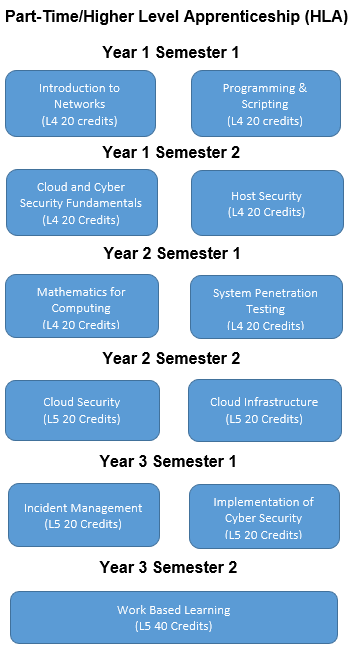 Part-Time/Higher Level Apprenticeship (HLA)
Year 1 Semester 1
Introduction to
Networks
(L4 20 credits)
Programming &
Scripting
(L4 20 credits)
Year 1 Semester 2
Cloud and Cyber
Security Fundamentals
(L4 20 Credits)
Host Security
(L4 20 Credits)
Year 2 Semester 1
Mathematics for
Computing
(L4 20 Credits)
System Penetration
Testing
(L4 20 Credits)
Year 2 Semester 2
Cloud Security
(L5 20 Credits)
Cloud Infrastructure
(L5 20 Credits)
Year 3 Semester 1
Incident Management
(L5 20 Credits)
Implementation of
Cyber Security
(L5 20 Credits)
Year 3 Semester 2
Work Based Learning
(L5 40 Credits)